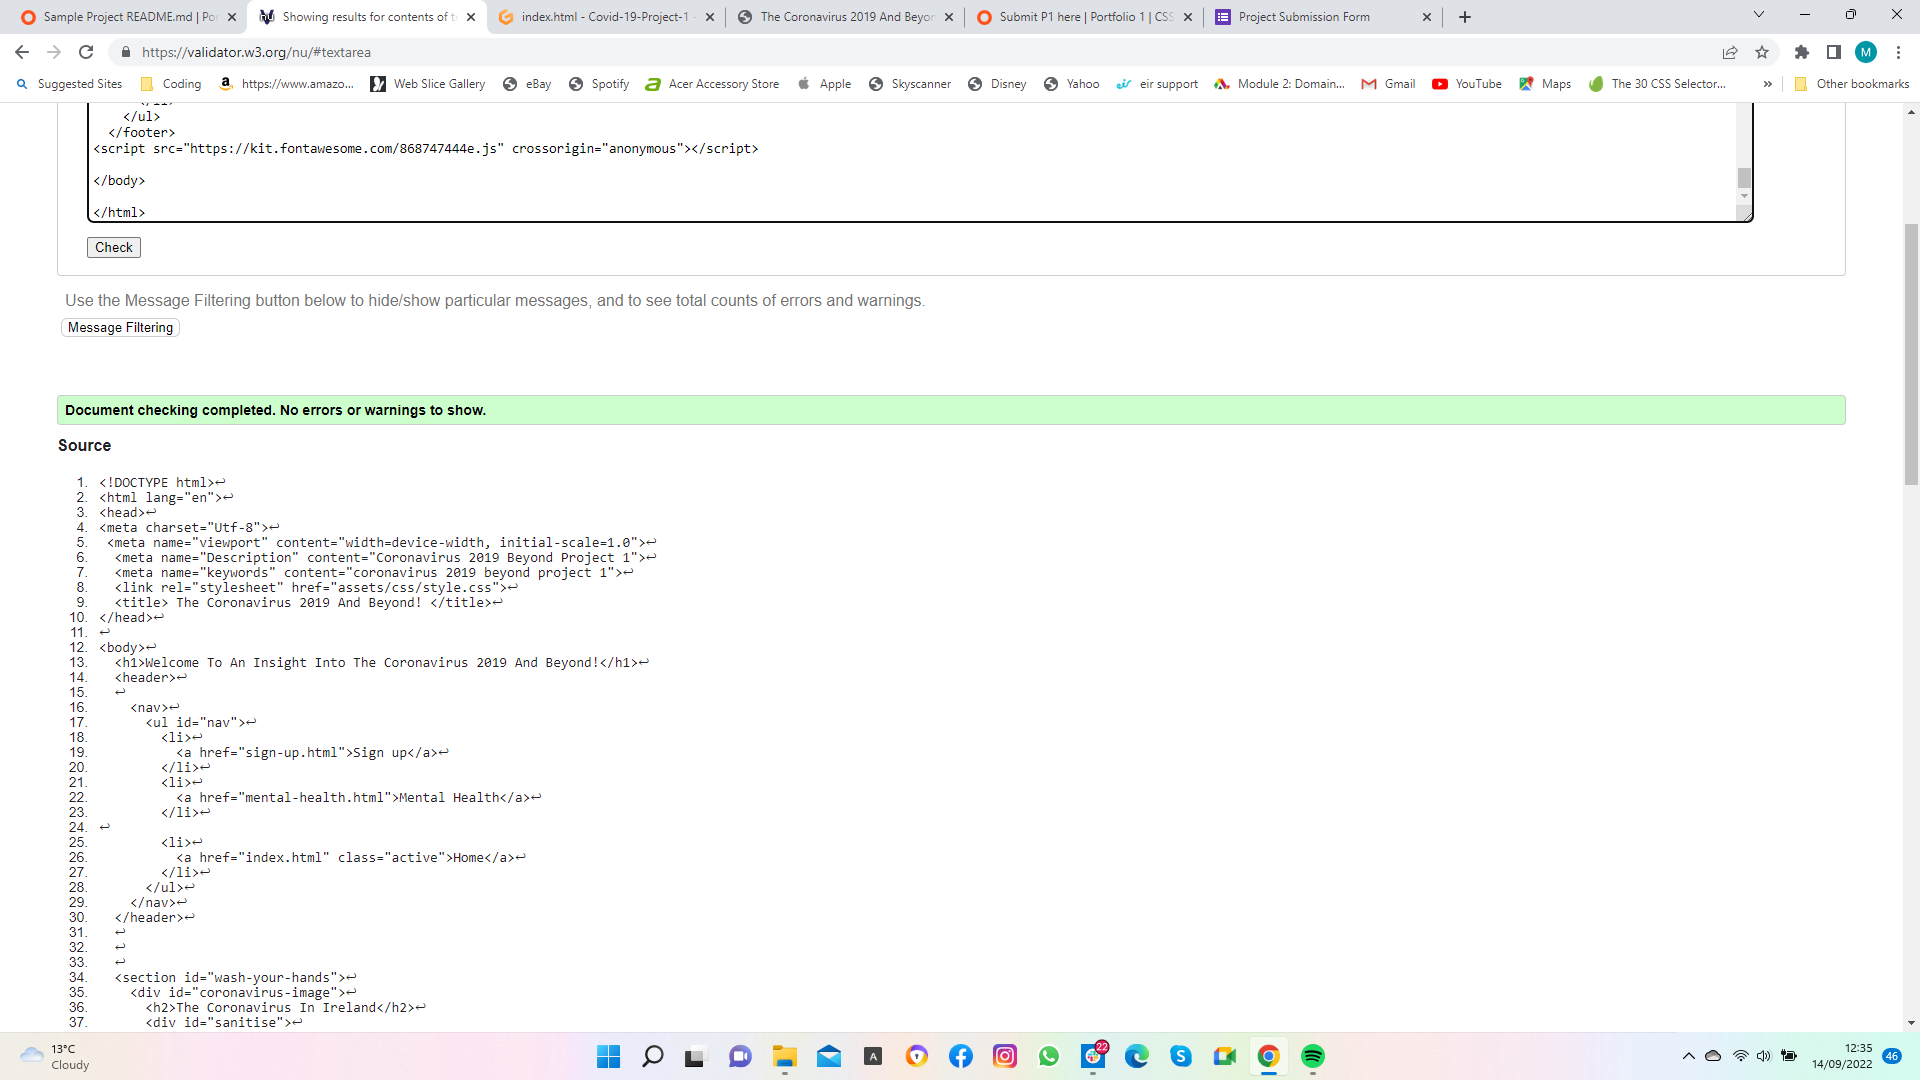 Sample Project README.md | Por
Showing results for contents of te
index.html - Covid-19-Project-1 -
The Coronavirus 2019 And Beyon
Submit P1 here | Portfolio 1 | CSS
Project Submission Form
https://validator.w3.org/nu/#textarea
M
Suggested Sites
Coding
https://www.amazo...
Web Slice Gallery
eBay
Spotify
Acer Accessory Store
Apple
Skyscanner
Disney
Yahoo
eir support
Module 2: Domain...
Gmail
YouTube
Maps
The 30 CSS Selector...
»
Other bookmarks
</ul>
</footer>
<script src="https://kit.fontawesome.com/868747444e.js" crossorigin="anonymous"></script>
</body>
</html>
Check
Use the Message Filtering button below to hide/show particular messages, and to see total counts of errors and warnings.
Message Filtering
Document checking completed. No errors or warnings to show.
Source
1. <!DOCTYPE html>↩
2. <html lang="en">↩
3. <head>↩
4. <meta charset="Utf-8">↩
5. <meta name="viewport" content="width=device-width, initial-scale=1.0">↩
6. <meta name="Description" content="Coronavirus 2019 Beyond Project 1">↩
7. <meta name="keywords" content="coronavirus 2019 beyond project 1">↩
8. <link rel="stylesheet" href="assets/css/style.css">↩
9. <title> The Coronavirus 2019 And Beyond! </title>↩
10. </head>↩
11. ↩
12. <body>↩
13. <h1>Welcome To An Insight Into The Coronavirus 2019 And Beyond!</h1>↩
14. <header>↩
15. ↩
16. <nav>↩
17. <ul id="nav">↩
18. <li>↩
19. <a href="sign-up.html">Sign up</a>↩
20. </li>↩
21. <li>↩
22. <a href="mental-health.html">Mental Health</a>↩
23. </li>↩
24. ↩
25. <li>↩
26. <a href="index.html" class="active">Home</a>↩
27. </li>↩
28. </ul>↩
29. </nav>↩
30. </header>↩
31. ↩
32. ↩
33. ↩
34. <section id="wash-your-hands">↩
35. <div id="coronavirus-image">↩
36. <h2>The Coronavirus In Ireland</h2>↩
37. <div id="sanitise">↩
13°C
Cloudy
A
22
12:35
14/09/2022
46